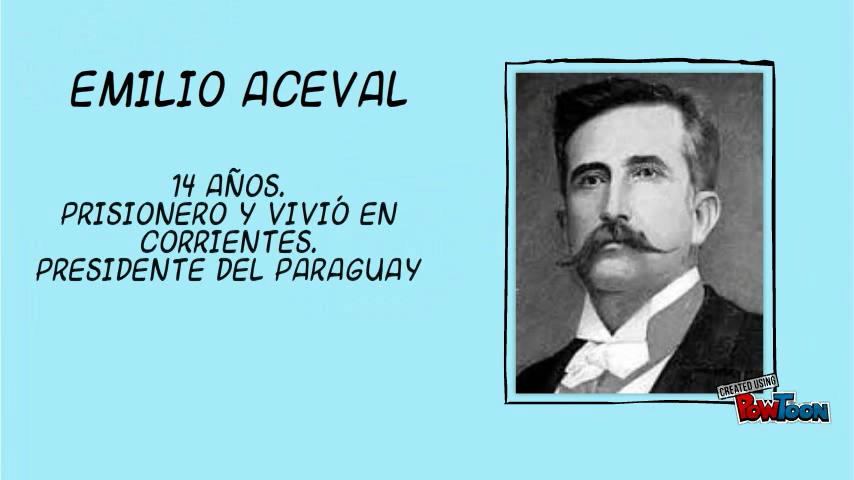 EMILIO ACEVAL
14 AÑOS.
PRISIONERO Y VIVIÓ EN
CORRIENTES.
PRESIDENTE DEL PARAGUAY
CREATED USING
POWTOON